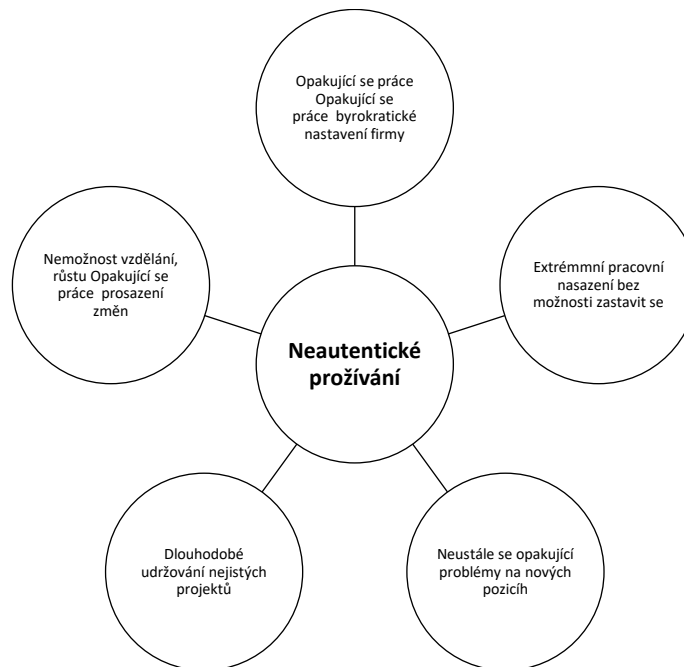 Opakující se práce
Opakující se
práce byrokratické
nastavení firmy
Nemožnost vzdělání,
růstu Opakující se
práce prosazení
změn
Extrémmní pracovní
nasazení bez
možnosti zastavit se
Neautentické
prožívání
Dlouhodobé
udržování nejistých
projektů
Neustále se opakující
problémy na nových
pozicíh